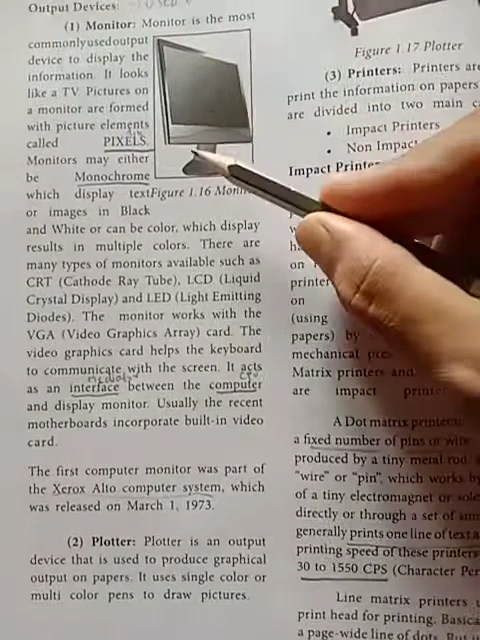 Output Devices:
(1) Monitor: Monitor is the most
commonly used output
device to display the
information. It looks
like a TV. Pictures on
a monitor are formed
with picture elements
called PIXELS.
Monitors may either
be Monochrome
which display text
or images in Black
and White or can be color, which display
results in multiple colors. There are
many types of monitors available such as
CRT (Cathode Ray Tube), LCD (Liquid
Crystal Display) and LED (Light Emitting
Diodes). The monitor works with the
VGA (Video Graphics Array) card. The
video graphics card helps the keyboard
to communicate with the screen. It acts
as an interface between the computer
and display monitor. Usually the recent
motherboards incorporate built-in video
card.
Figure 1.16
The first computer monitor was part of
the Xerox Alto computer system, which
was released on March 1, 1973.
(2) Plotter: Plotter is an output
device that is used to produce graphical
output on papers. It uses single color or
multi color pens to draw pictures.
Figure 1.17 Plotter
(3) Printers: Printers are
print the information on papers
are divided into two main
• Impact Printers
• Non Impact
Impact
on
printer
on
(using
papers) by
mechanical
Matrix printers and
are impact
A Dot matrix printer
a fixed number of pins or wire
produced by a tiny metal rod
"wire" or "pin", which works by
of a tiny electromagnet or
directly or through a set of
generally prints one line of text
printing speed of these printers
30 to 1550 CPS (Character Per
Line matrix printers
print head for printing.
a page-wide line of dots. But